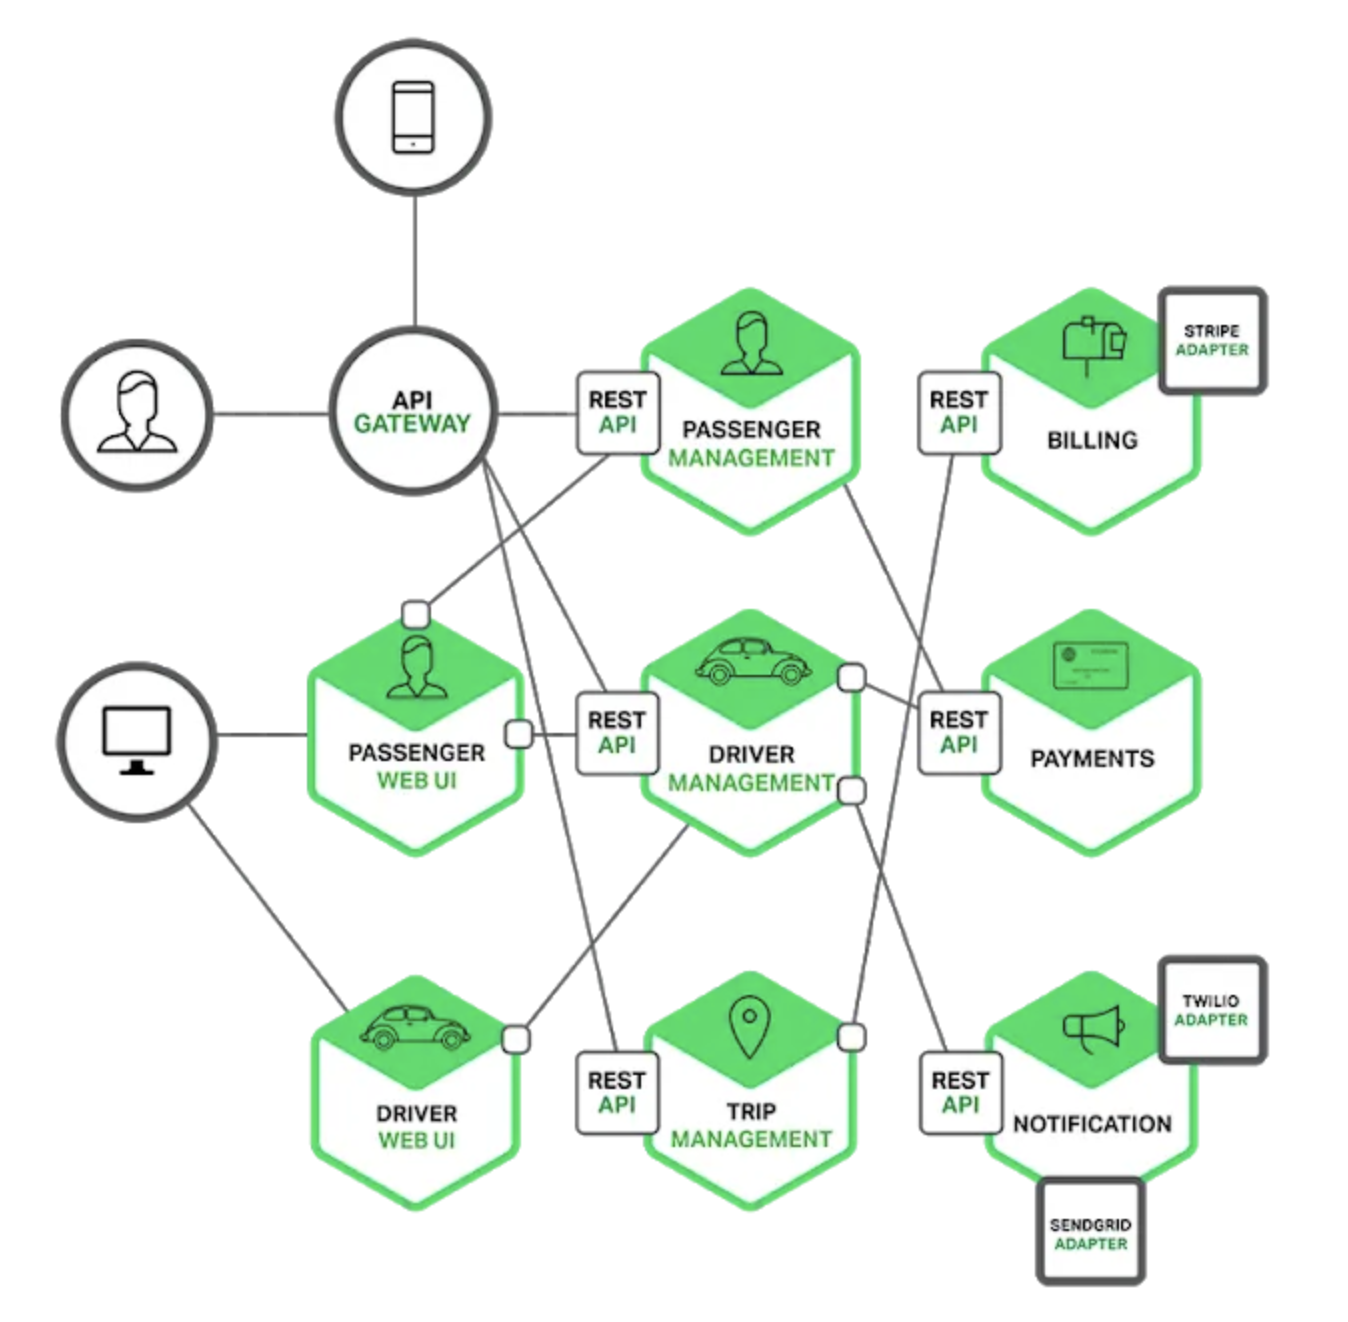 API
GATEWAY
REST
API
PASSENGER
MANAGEMENT
REST
API
BILLING
STRIPE
ADAPTER
PASSENGER
WEB UI
REST
API
DRIVER
MANAGEMENT
REST
API
PAYMENTS
DRIVER
WEB UI
REST
API
TRIP
MANAGEMENT
REST
API
NOTIFICATION
TWILIO
ADAPTER
SENDGRID
ADAPTER